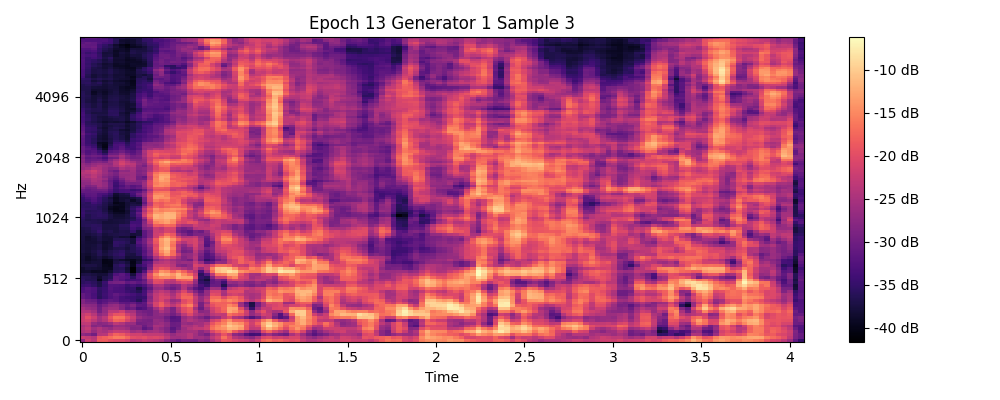 Epoch 13 Generator 1 Sample 3
Hz
4096
2048
1024
512
0
0 0.5 1 1.5 2 2.5 3 3.5 4
Time
-10 dB
-15 dB
-20 dB
-25 dB
-30 dB
-35 dB
-40 dB